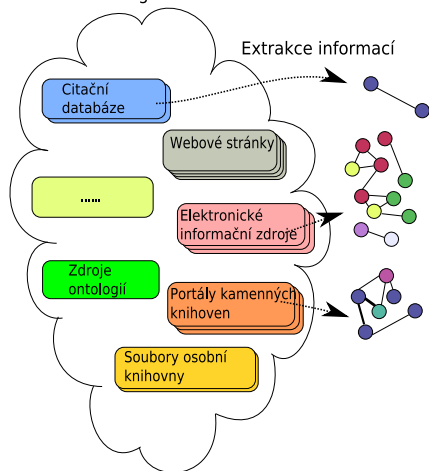 Extrakce informací
Citační
databáze
Webové stránky
......
Elektronické
informační zdroje
Zdroje
ontologií
Portály kamenných
knihoven
Soubory osobní
knihovny